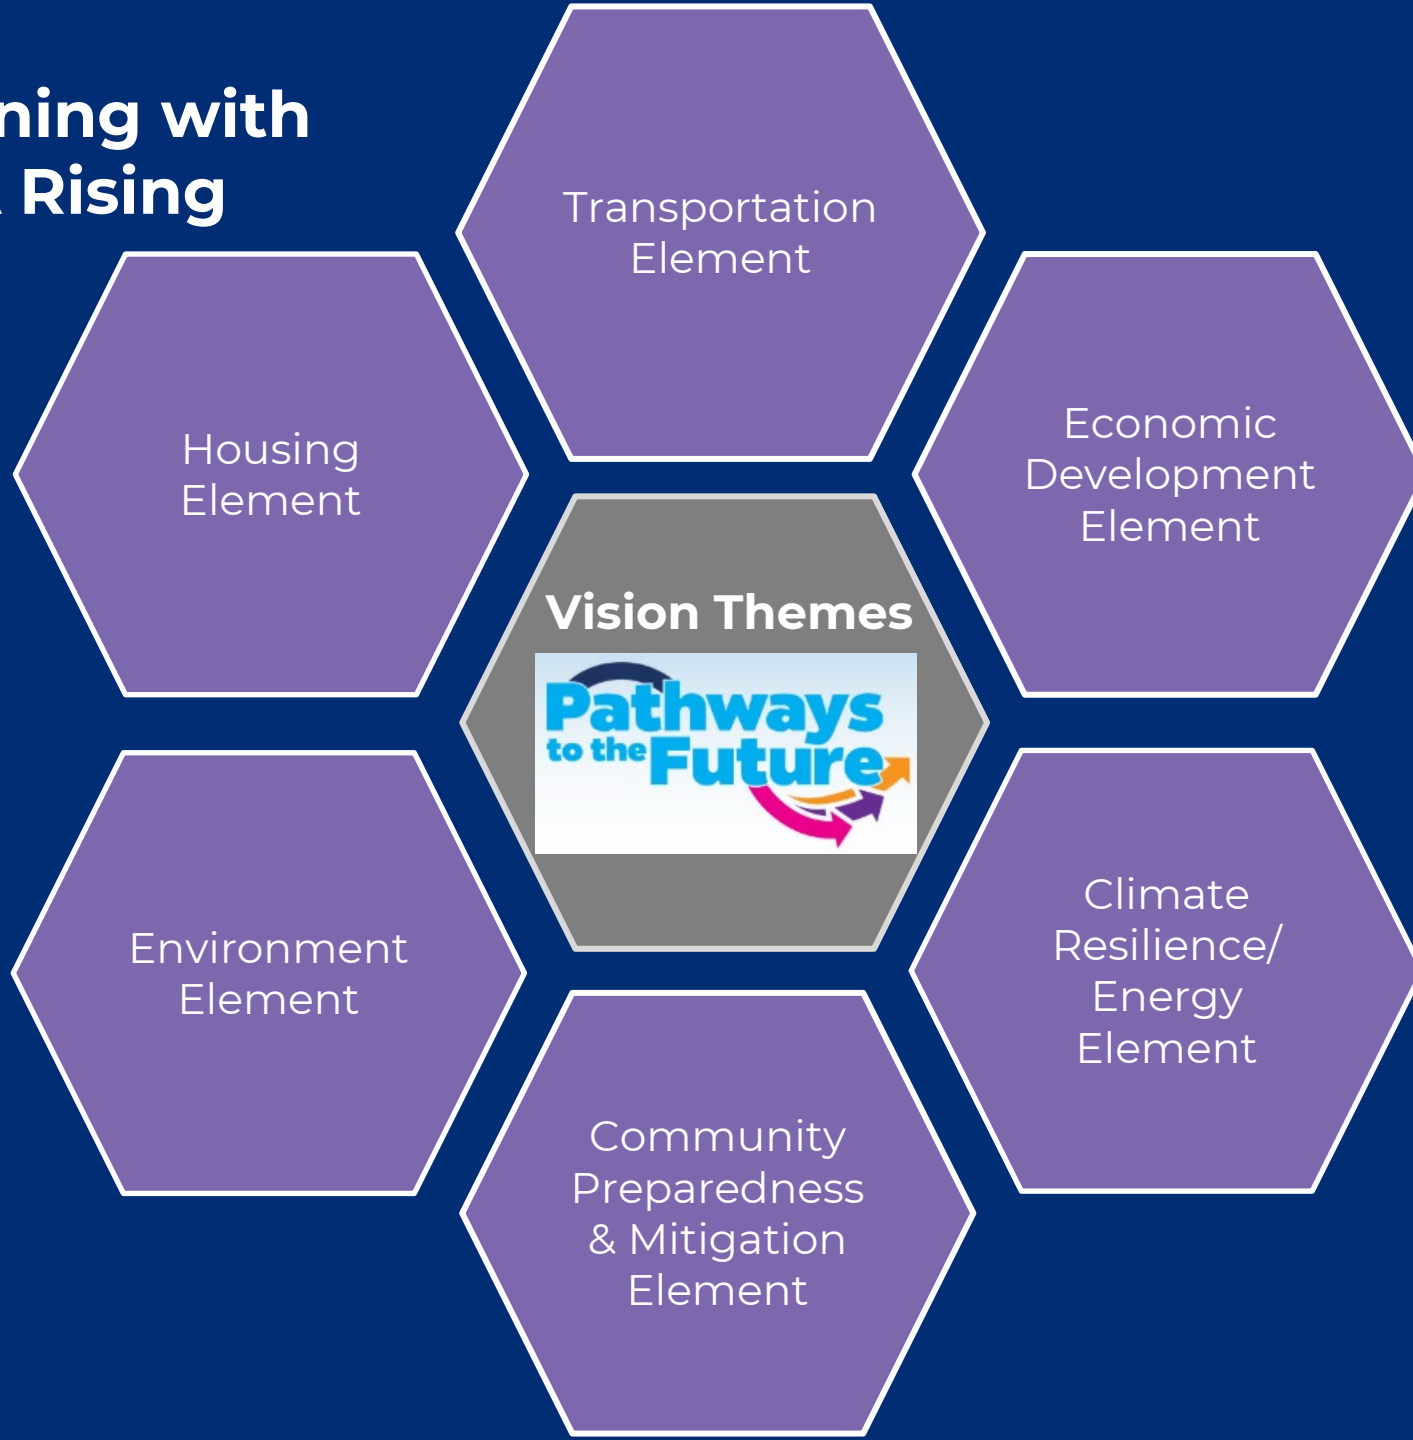 ning with
Rising
Transportation
Element
Housing
Element
Economic
Development
Element
Vision Themes
Pathways
to the Future
Environment
Element
Climate
Resilience/
Energy
Element
Community
Preparedness
& Mitigation
Element